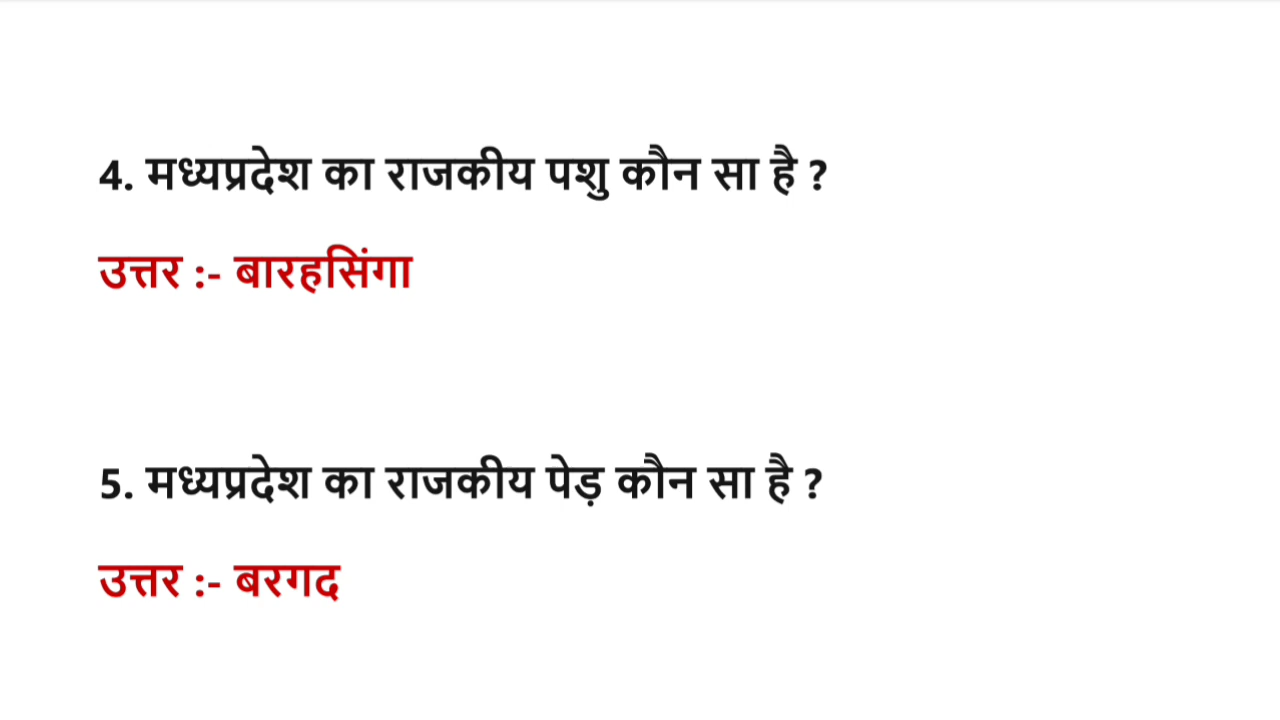 4. मध्यप्रदेश का राजकीय पशु कौन सा है ?
उत्तर :- बारहसिंगा
5. मध्यप्रदेश का राजकीय पेड़ कौन सा है ?
उत्तर :- बरगद